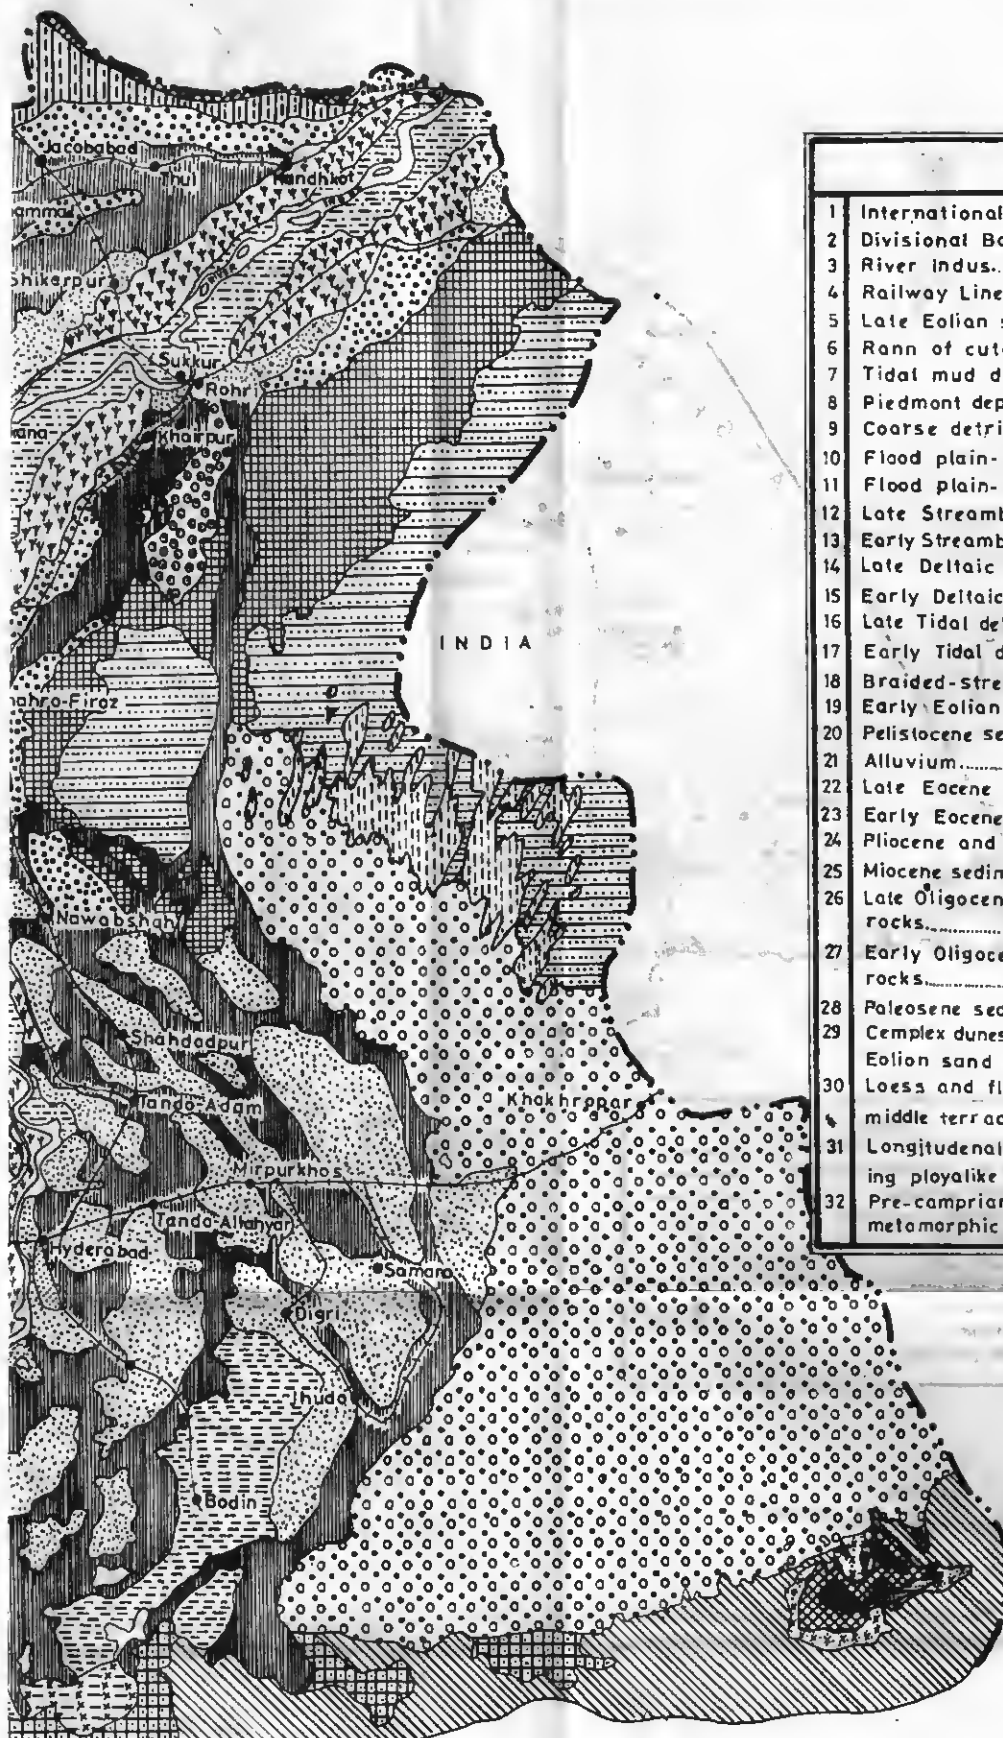 Jacobabad
Thul
Kandhkot
Shikarpur
Sukkur
Rohri
Khairpur
INDIA
ahro-Firoz
Nawabshah
Shahdadpur
Tando-Adam
Khokhropar
Mirpurkhas
Tando-Allahyar
Hyderabad
Samaro
Digri
Jhudo
Badin
1 International
2 Divisional Bo
3 River Indus..
4 Railway Line
5 Late Eolian s
6 Rann of cut
7 Tidal mud d
8 Piedmont dep
9 Coarse detri
10 Flood plain-
11 Flood plain-
12 Late Streamb
13 Early Streamb
14 Late Deltaic
15 Early Deltaic
16 Late Tidal de
17 Early Tidal d
18 Braided-stre
19 Early Eolian
20 Pelistocene se
21 Alluvium
22 Late Eocene
23 Early Eocene
24 Pliocene and
25 Miocene sedim
26 Late Oligocen
rocks
27 Early Oligoce
rocks
28 Paleosene sed
29 Cemplex dunes
Eolion sand
30 Loess and fl
middle terrac
31 Longitudenal
ing ployalike
32 Pre-camprian
metamorphic